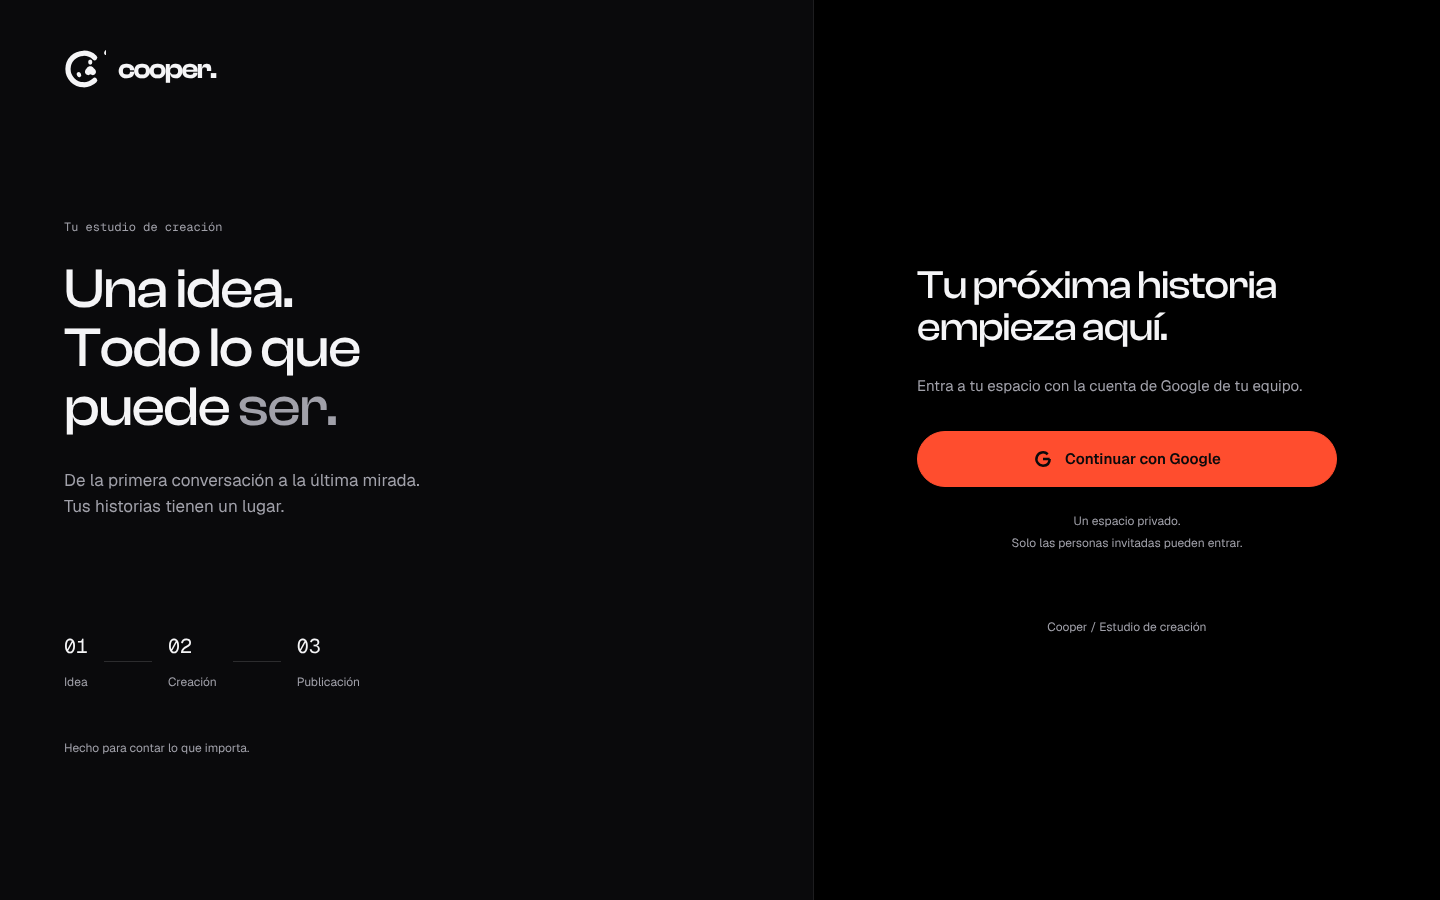 cooper.
Tu estudio de creación
Una idea.
Todo lo que
puede ser.
De la primera conversación a la última mirada.
Tus historias tienen un lugar.
01
02
03
Idea
Creación
Publicación
Hecho para contar lo que importa.
Tu próxima historia
empieza aquí.
Entra a tu espacio con la cuenta de Google de tu equipo.
Continuar con Google
Un espacio privado.
Solo las personas invitadas pueden entrar.
Cooper / Estudio de creación